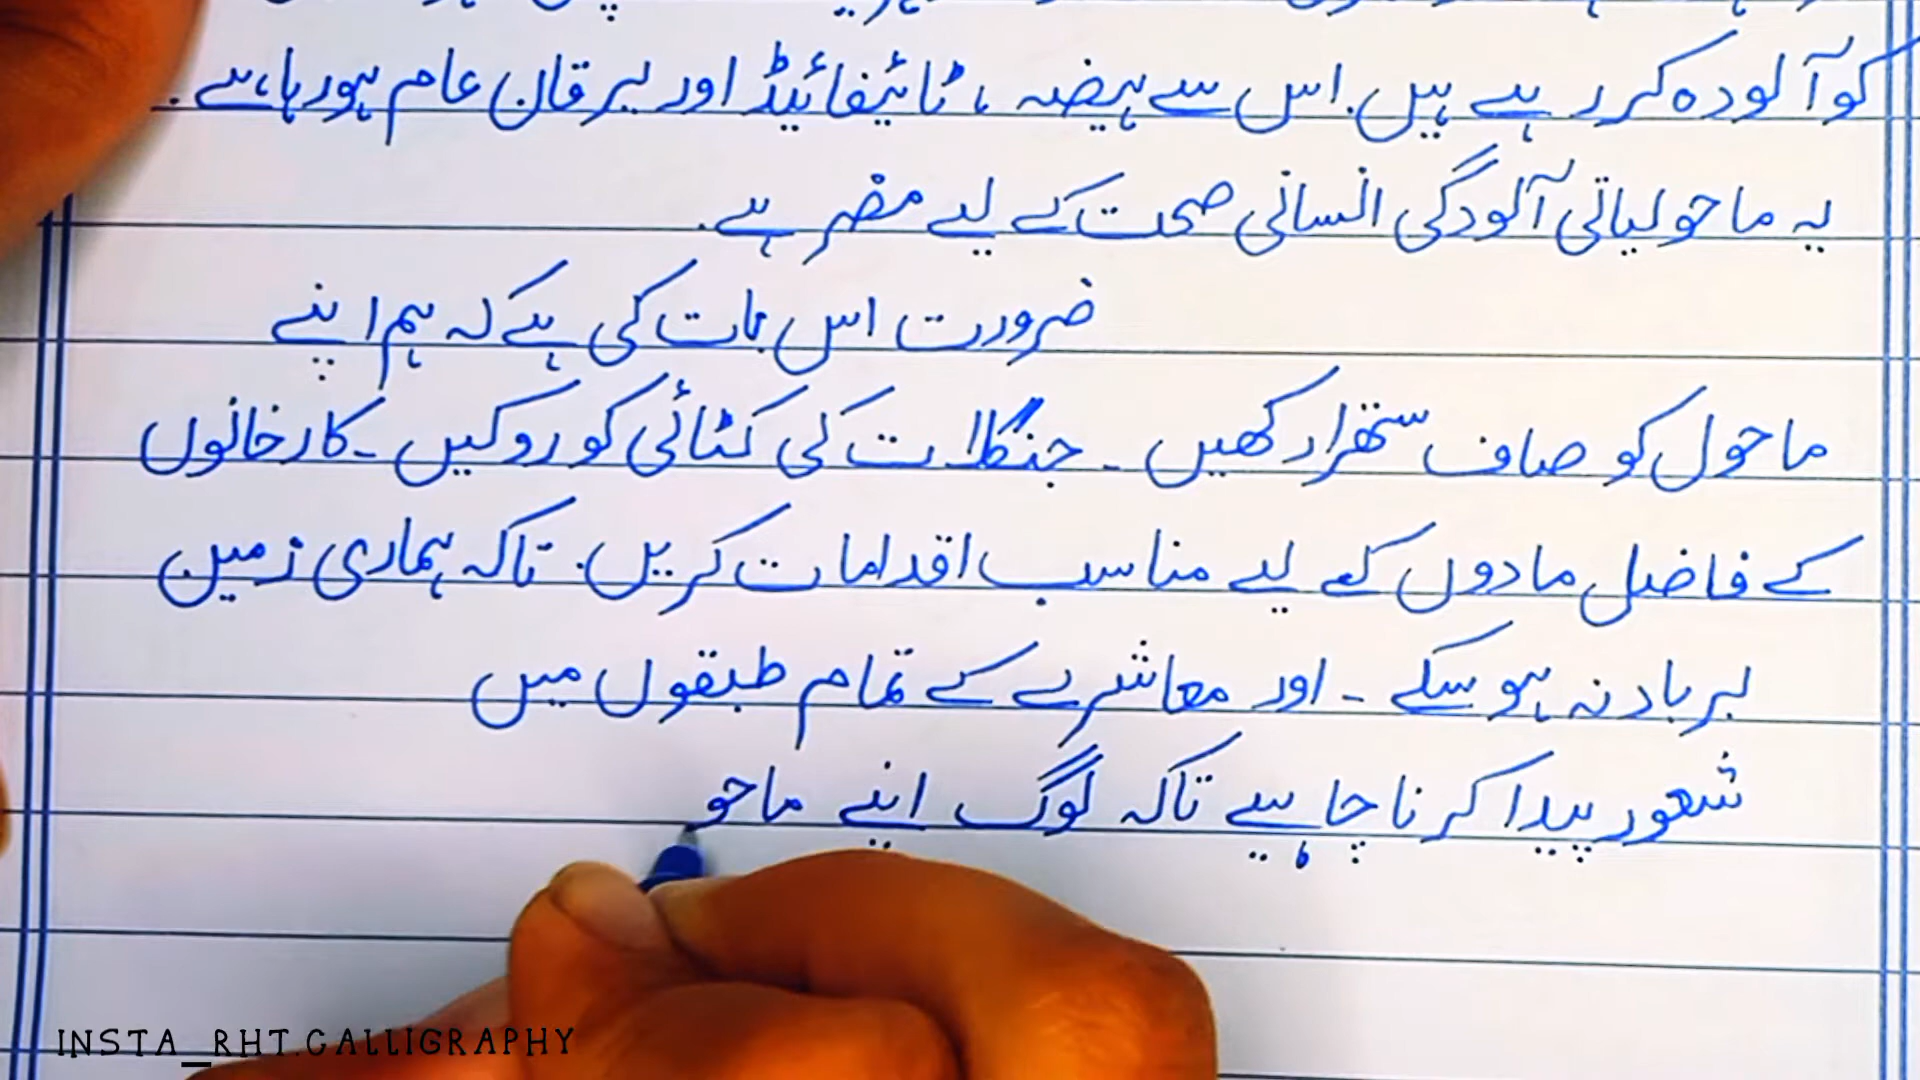 کو آلودہ کر رہے ہیں. اس سے ہیضہ ، ٹائیفائیڈ اور یرقان عام ہو رہا ہے.
یہ ماحولیاتی آلودگی انسانی صحت کے لیے مضر ہے.
ضرورت اس بات کی ہے کہ ہم اپنے
ماحول کو صاف ستھرا رکھیں ۔ جنگلات کی کٹائی کو روکیں ۔ کارخانوں
کے فاضل مادوں کے لیے مناسب اقدامات کریں. تاکہ ہماری زمین
برباد نہ ہو سکے ۔ اور معاشرے کے تمام طبقوں میں
شعور پیدا کرنا چاہیے تاکہ لوگ اپنے ماحو
INSTA_RHT.CALLIGRAPHY